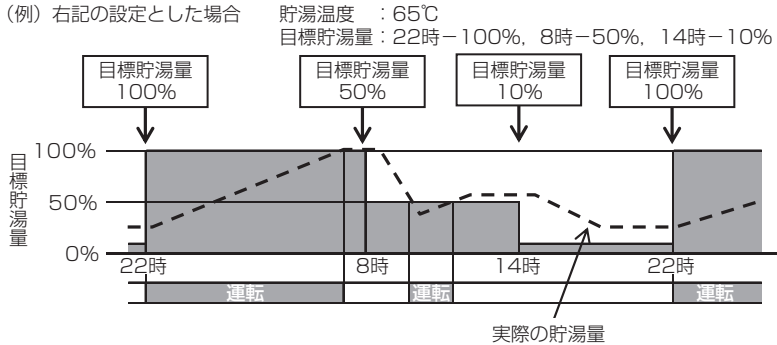 (例) 右記の設定とした場合 貯湯温度 :65℃
目標貯湯量:22時−100%, 8時−50%, 14時−10%
目標貯湯量 100%
目標貯湯量 50%
目標貯湯量 10%
目標貯湯量 100%
目標貯湯量
100%
50%
0%
22時 8時 14時 22時
運転 運転 運転
実際の貯湯量